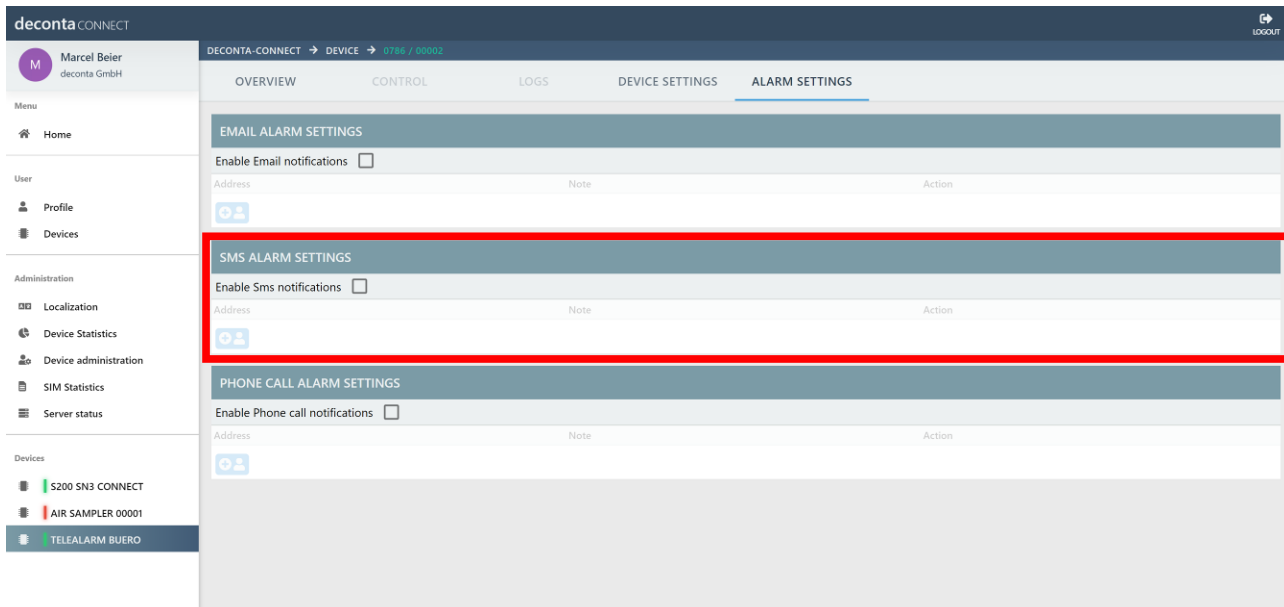 deconta CONNECT
LOGOUT
M
Marcel Beier
deconta GmbH
DECONTA-CONNECT → DEVICE → 0786 / 00002
OVERVIEW CONTROL LOGS DEVICE SETTINGS ALARM SETTINGS
Menu
Home
User
Profile
Devices
Administration
Localization
Device Statistics
Device administration
SIM Statistics
Server status
Devices
S200 SN3 CONNECT
AIR SAMPLER 00001
TELEALARM BUERO
EMAIL ALARM SETTINGS
Enable Email notifications
Address Note Action
SMS ALARM SETTINGS
Enable Sms notifications
Address Note Action
PHONE CALL ALARM SETTINGS
Enable Phone call notifications
Address Note Action